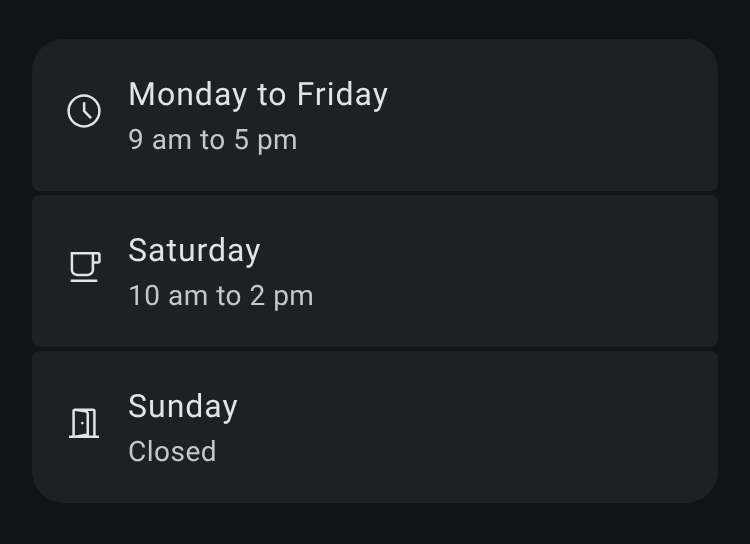 Monday to Friday
9 am to 5 pm
Saturday
10 am to 2 pm
Sunday
Closed